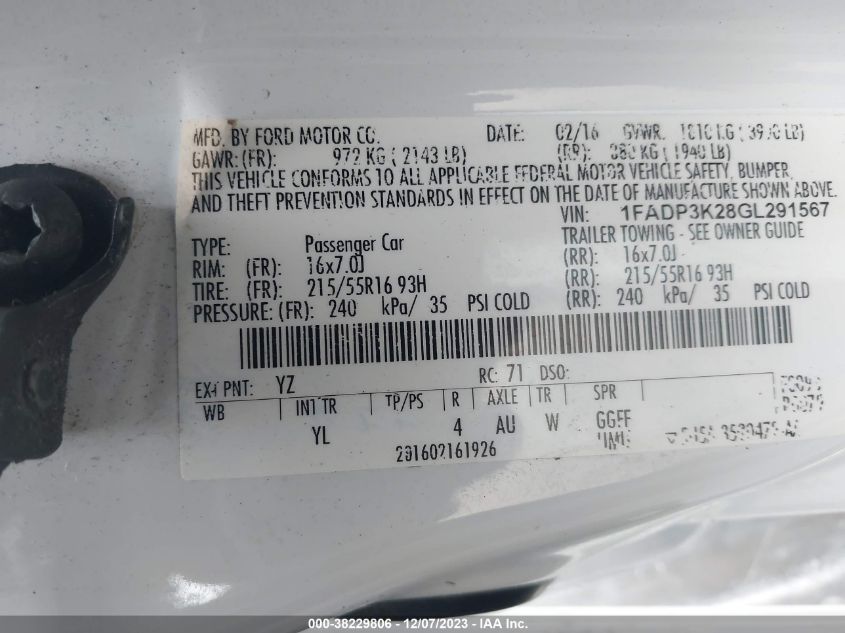 MFD. BY FORD MOTOR CO. DATE: 02/16 GVWR.
GAWR: (FR): 972 KG (2143 LB) (RR): KG (1940 LB)
THIS VEHICLE CONFORMS TO ALL APPLICABLE FEDERAL MOTOR VEHICLE SAFETY, BUMPER,
AND THEFT PREVENTION STANDARDS IN EFFECT ON THE DATE OF MANUFACTURE SHOWN ABOVE.
VIN: 1FADP3K28GL291567
TYPE: Passenger Car TRAILER TOWING - SEE OWNER GUIDE
RIM: (FR): 16x7.0J (RR): 16x7.0J
TIRE: (FR): 215/55R16 93H (RR): 215/55R16 93H
PRESSURE: (FR): 240 kPa/ 35 PSI COLD (RR): 240 kPa/ 35 PSI COLD
EXT PNT: YZ RC: 71 DSO:
WB INT TR TP/PS R AXLE TR SPR
YL 4 AU W GGFF
201602161926
000-38229806 - 12/07/2023 - IAA Inc.